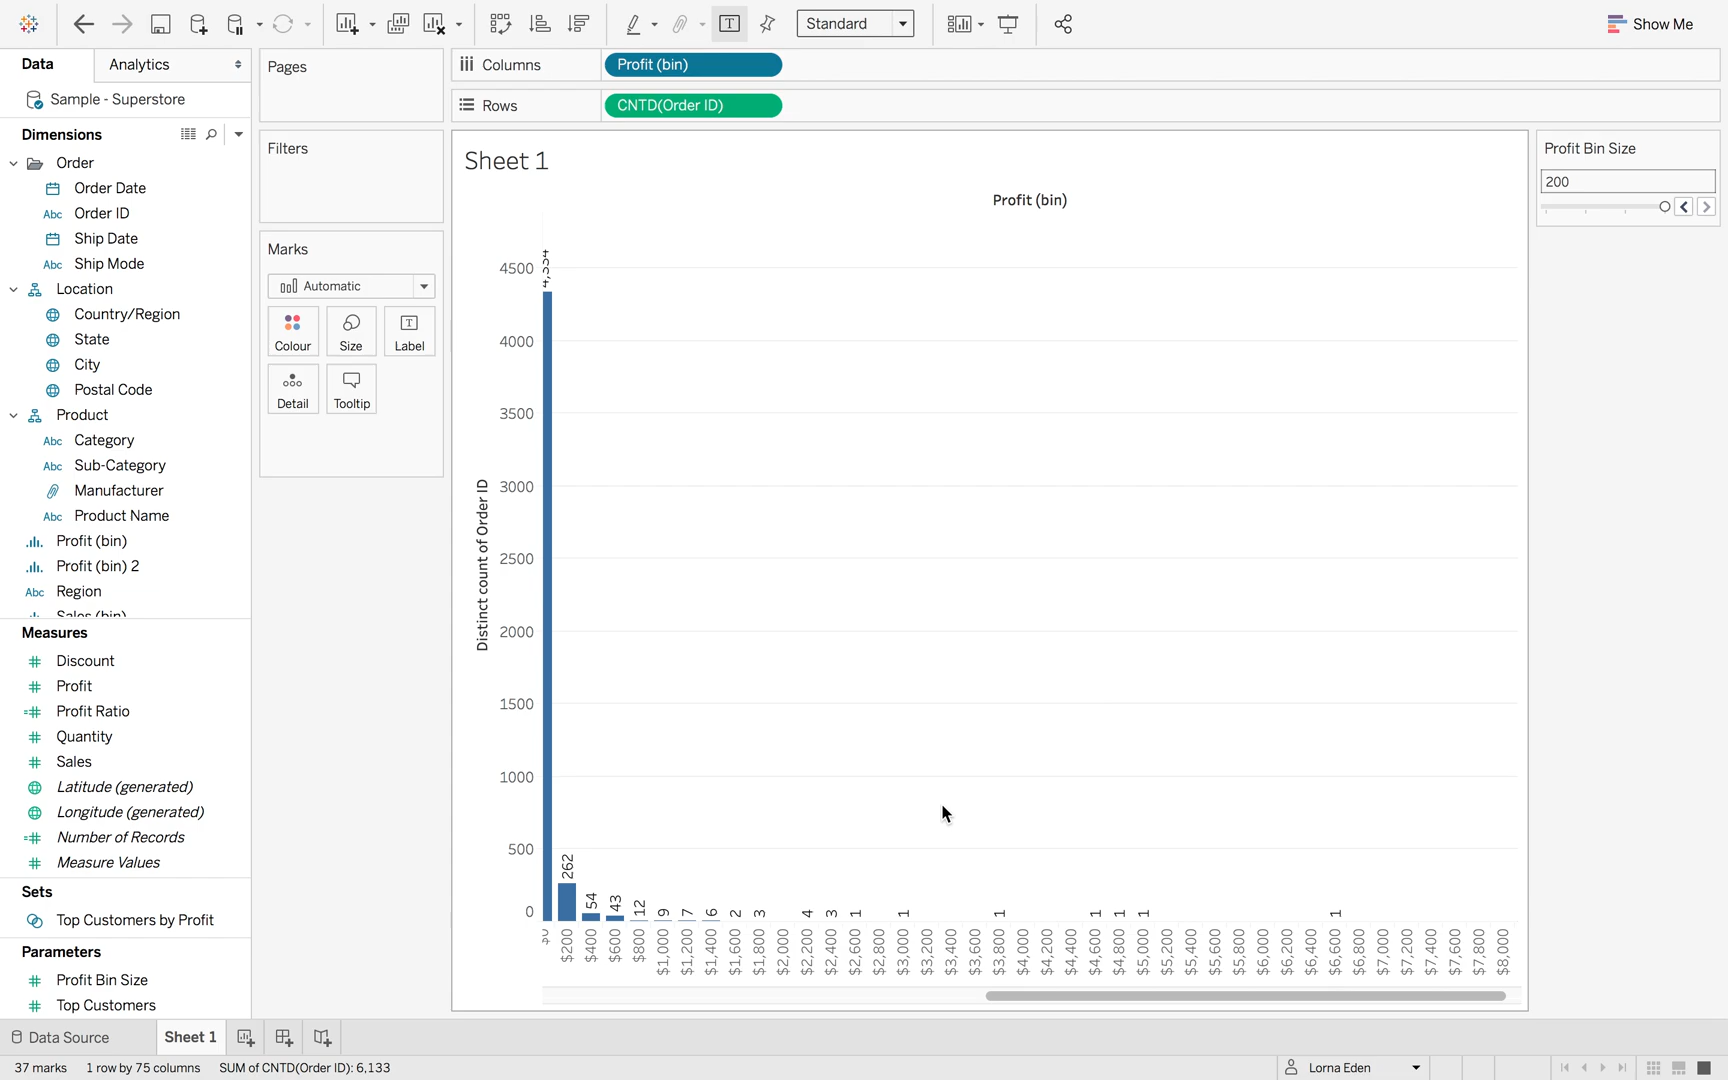 Standard
Show Me
Data
Analytics
Sample - Superstore
Dimensions
Order
Order Date
Abc Order ID
Ship Date
Abc Ship Mode
Location
Country/Region
State
City
Postal Code
Product
Abc Category
Abc Sub-Category
Manufacturer
Abc Product Name
Profit (bin)
Profit (bin) 2
Abc Region
Sales (bin)
Measures
Discount
Profit
Profit Ratio
Quantity
Sales
Latitude (generated)
Longitude (generated)
Number of Records
Measure Values
Sets
Top Customers by Profit
Parameters
Profit Bin Size
Top Customers
Pages
Filters
Marks
Automatic
Colour
Size
Label
Detail
Tooltip
Columns
Profit (bin)
Rows
CNTD(Order ID)
Sheet 1
Profit (bin)
Distinct count of Order ID
4500
4000
3500
3000
2500
2000
1500
1000
500
0
262
54
43
12
9
7
6
2
3
4
3
1
1
1
1
1
1
1
$200
$400
$600
$800
$1,000
$1,200
$1,400
$1,600
$1,800
$2,000
$2,200
$2,400
$2,600
$2,800
$3,000
$3,200
$3,400
$3,600
$3,800
$4,000
$4,200
$4,400
$4,600
$4,800
$5,000
$5,200
$5,400
$5,600
$5,800
$6,000
$6,200
$6,400
$6,600
$6,800
$7,000
$7,200
$7,400
$7,600
$7,800
$8,000
Profit Bin Size
200
Data Source
Sheet 1
37 marks
1 row by 75 columns
SUM of CNTD(Order ID): 6,133
Lorna Eden